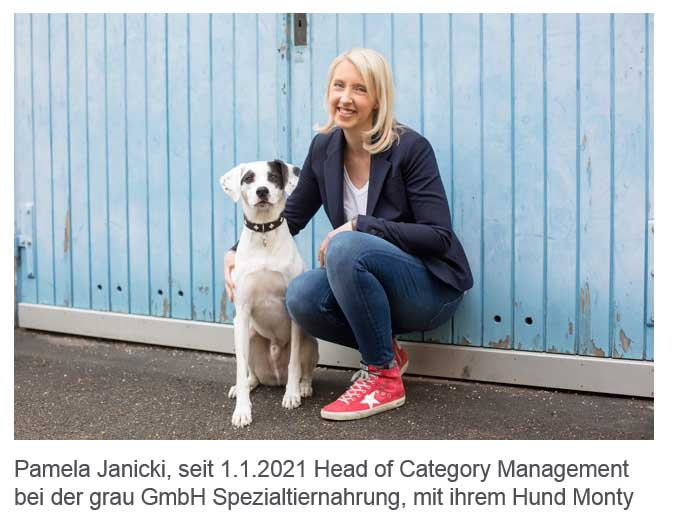 Pamela Janicki, seit 1.1.2021 Head of Category Management
bei der grau GmbH Spezialtiernahrung, mit ihrem Hund Monty